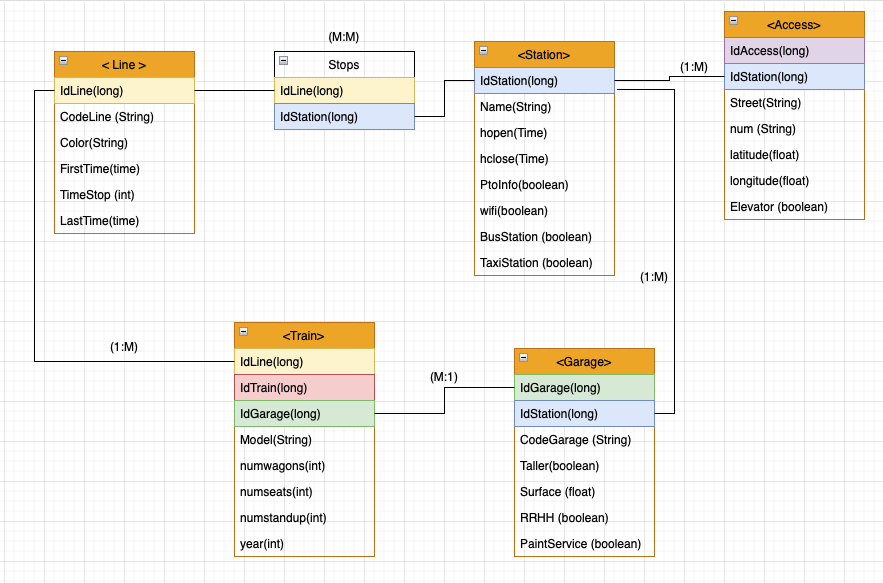 (M:M)
< Line >
IdLine(long)
CodeLine (String)
Color(String)
FirstTime(time)
TimeStop (int)
LastTime(time)
Stops
IdLine(long)
IdStation(long)
<Station>
IdStation(long)
Name(String)
hopen(Time)
hclose(Time)
PtoInfo(boolean)
wifi(boolean)
BusStation (boolean)
TaxiStation (boolean)
(1:M)
<Access>
IdAccess(long)
IdStation(long)
Street(String)
num (String)
latitude(float)
longitude(float)
Elevator (boolean)
(1:M)
(1:M)
<Train>
IdLine(long)
IdTrain(long)
IdGarage(long)
Model(String)
numwagons(int)
numseats(int)
numstandup(int)
year(int)
(M:1)
<Garage>
IdGarage(long)
IdStation(long)
CodeGarage (String)
Taller(boolean)
Surface (float)
RRHH (boolean)
PaintService (boolean)